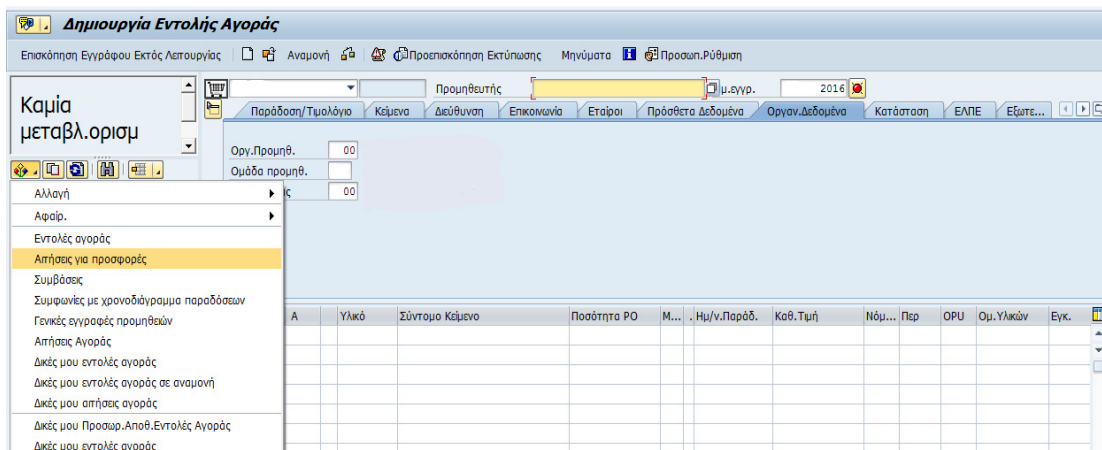 Δημιουργία Εντολής Αγοράς
Επισκόπηση Εγγράφου Εκτός Λειτουργίας Αναμονή Προεπισκόπηση Εκτύπωσης Μηνύματα Προσωπ.Ρύθμιση
Καμία
μεταβλ.ορισμ
Προμηθευτής μ.εγγρ. 2016
Παράδοση/Τιμολόγιο Κείμενα Διεύθυνση Επικοινωνία Εταίροι Πρόσθετα Δεδομένα Οργαν.Δεδομένα Κατάσταση ΕΛΠΕ Εξωτε...
Οργ.Προμηθ. 00
Ομάδα προμηθ.
00
Αλλαγή
Αφαίρ.
Εντολές αγοράς
Αιτήσεις για προσφορές
Συμβάσεις
Συμφωνίες με χρονοδιάγραμμα παραδόσεων
Γενικές εγγραφές προμηθειών
Αιτήσεις Αγοράς
Δικές μου εντολές αγοράς
Δικές μου εντολές αγοράς σε αναμονή
Δικές μου αιτήσεις αγοράς
Δικές μου Προσωρ.Αποθ.Εντολές Αγοράς
Δικές μου εντολές αγοράς
Α Υλικό Σύντομο Κείμενο Ποσότητα PO Μ... . Ημ/ν.Παράδ. Καθ.Τιμή Νόμ... Περ OPU Ομ.Υλικών Εγκ.